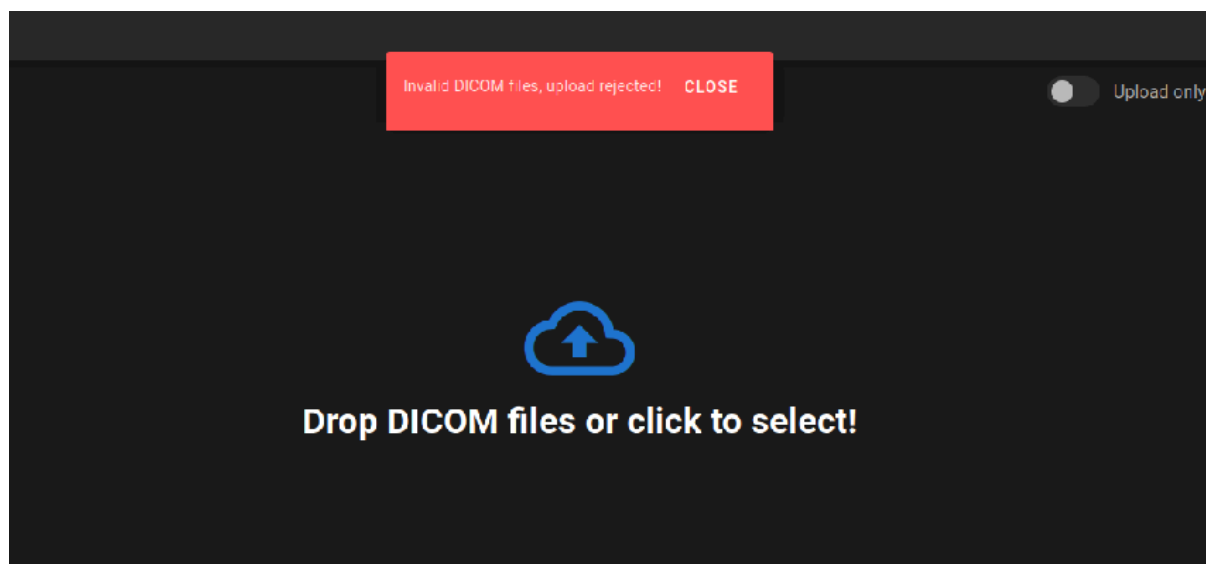 Invalid DICOM files, upload rejected! CLOSE
Upload only
Drop DICOM files or click to select!